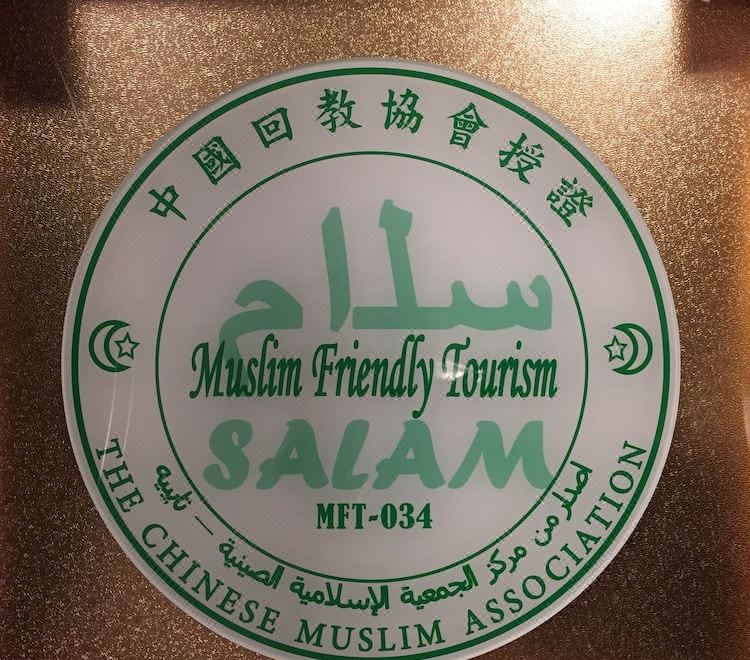 中國回教協會授證
سلام
Muslim Friendly Tourism
SALAM
MFT-034
اصدار من مركز الجمعية الإسلامية الصينية — تايبيه
THE CHINESE MUSLIM ASSOCIATION